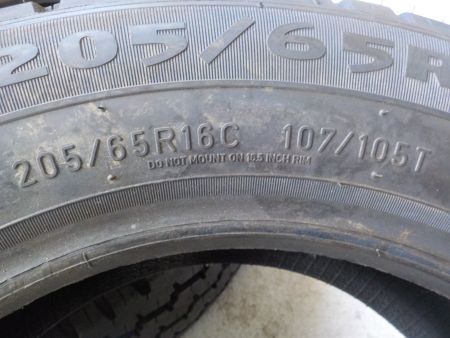 205/65R
205/65R16C 107/105T
DO NOT MOUNT ON 16.5 INCH RIM